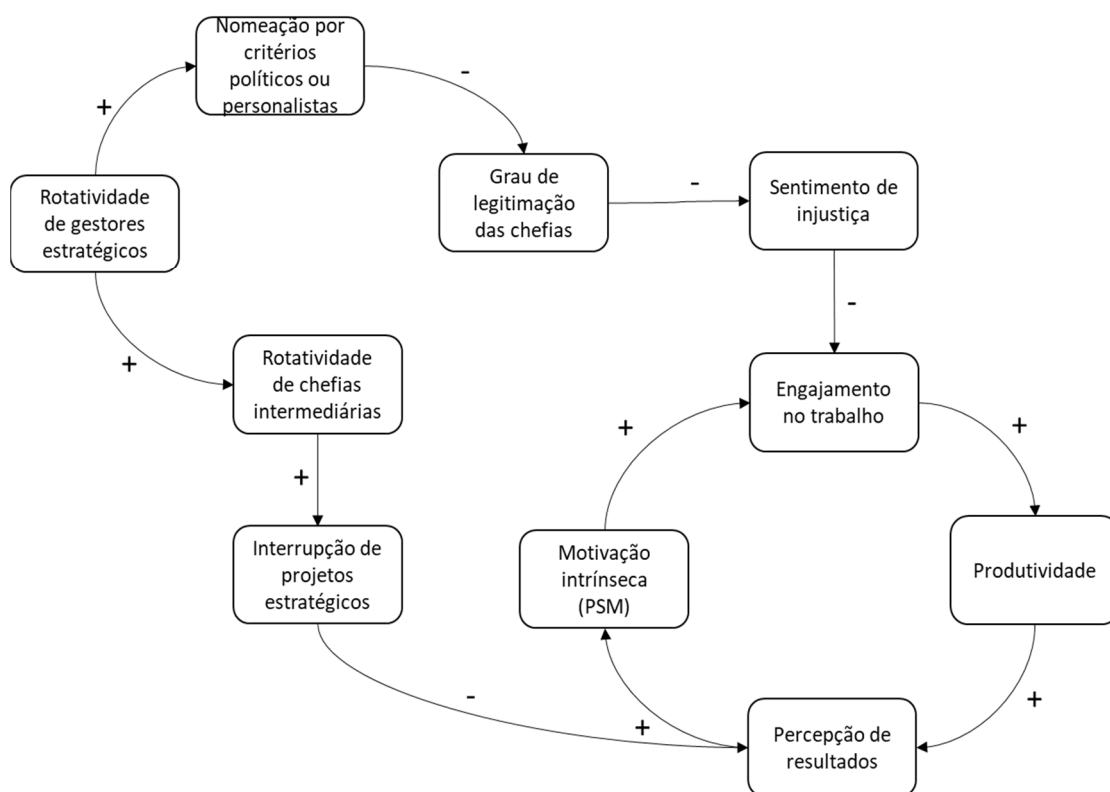 Nomeação por
critérios
políticos ou
personalistas
-
+
Grau de
legitimação
das chefias
-
Sentimento de
injustiça
Rotatividade
de gestores
estratégicos
-
+
Rotatividade
de chefias
intermediárias
Engajamento
no trabalho
+
+
+
Interrupção de
projetos
estratégicos
Motivação
intrínseca
(PSM)
Produtividade
-
+
+
Percepção de
resultados